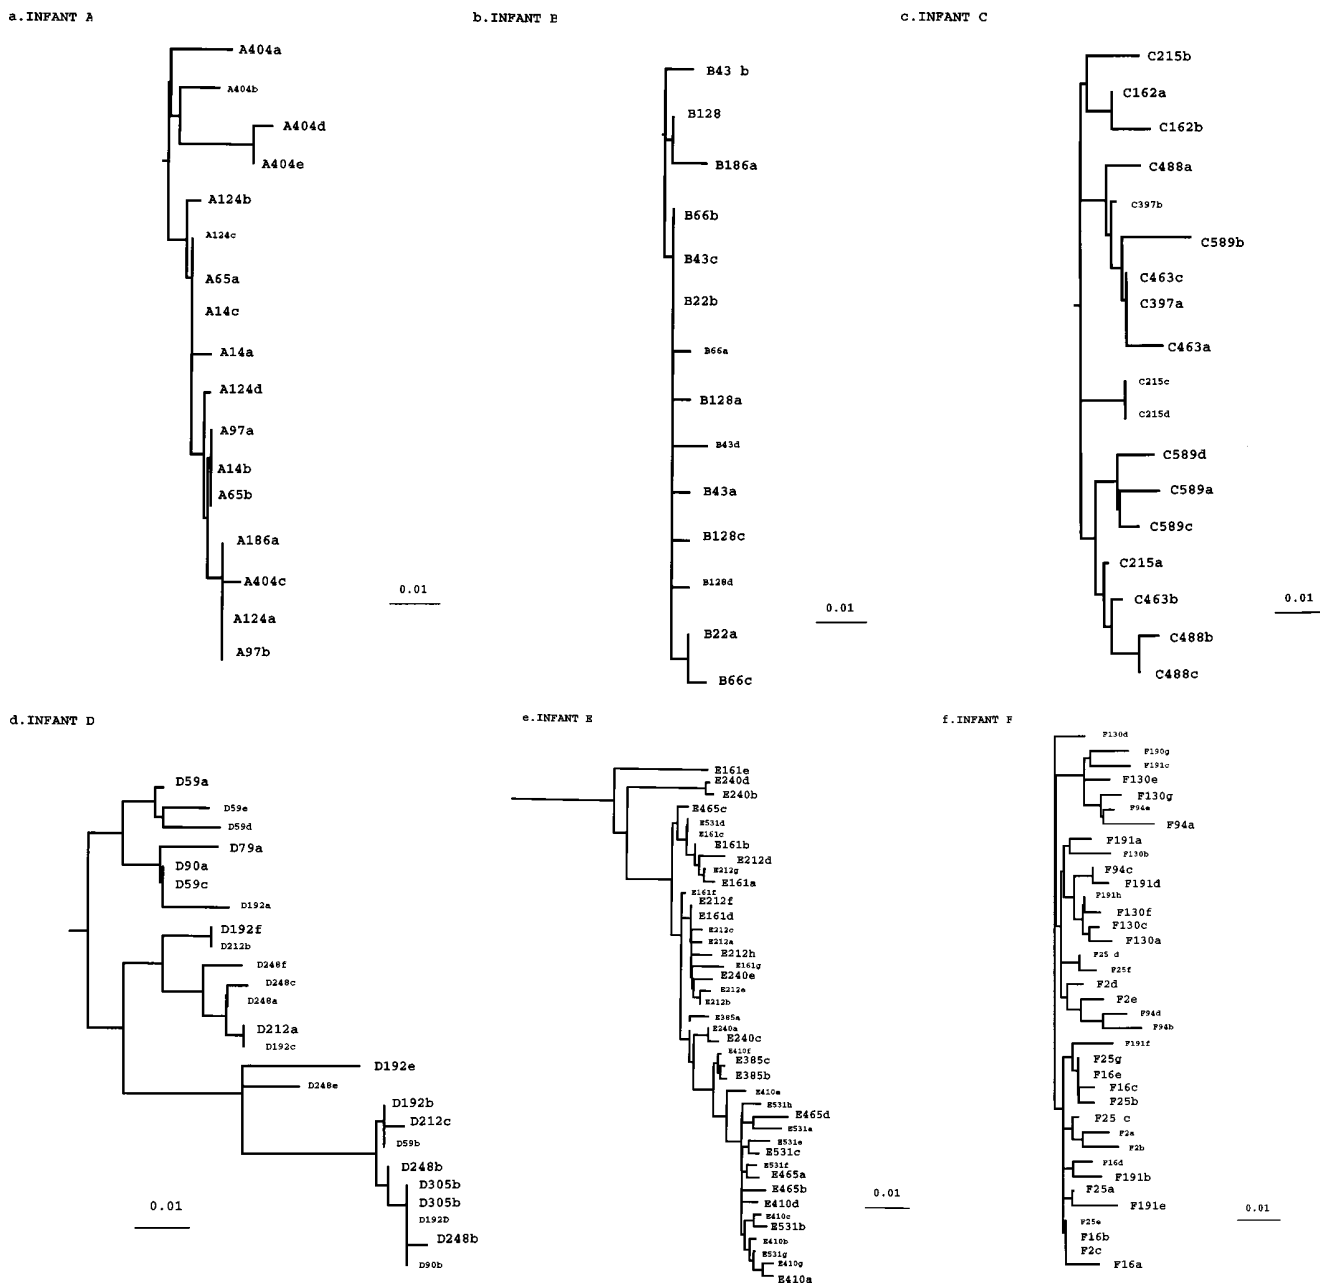 a.INFANT A
A404a
A404b
A404d
A404e
A124b
A124c
A65a
A14c
A14a
A124d
A97a
A14b
A65b
A186a
A404c
A124a
A97b
0.01
b.INFANT B
B43 b
B128
B186a
B66b
B43c
B22b
B66a
B128a
B43d
B43a
B128c
B128d
B22a
B66c
0.01
c.INFANT C
C215b
C162a
C162b
C488a
C397b
C589b
C463c
C397a
C463a
C215c
C215d
C589d
C589a
C589c
C215a
C463b
C488b
C488c
0.01
d.INFANT D
D59a
D59e
D59d
D79a
D90a
D59c
D192a
D192f
D212b
D248f
D248c
D248a
D212a
D192c
D192e
D248e
D192b
D212c
D59b
D248b
D305b
D305b
D192D
D248b
D90b
0.01
e.INFANT E
E161e
E240d
E240b
E465c
E531d
E161c
E161b
E212d
E212g
E161a
E161f
E212f
E161d
E212c
E212a
E212h
E161g
E240e
E212e
E212b
E385a
E240a
E240c
E410f
E385c
E385b
E410e
E531h
E465d
E531a
E531e
E531c
E531f
E465a
E465b
E410d
E410c
E531b
E410b
E531g
E410g
E410a
0.01
f.INFANT F
F130d
F190g
F191c
F130e
F130g
F94e
F94a
F191a
F130b
F94c
F191d
F191h
F130f
F130c
F130a
F25 d
F25f
F2d
F2e
F94d
F94b
F191f
F25g
F16e
F16c
F25b
F25 c
F2a
F2b
F16d
F191b
F25a
F191e
F25e
F16b
F2c
F16a
0.01